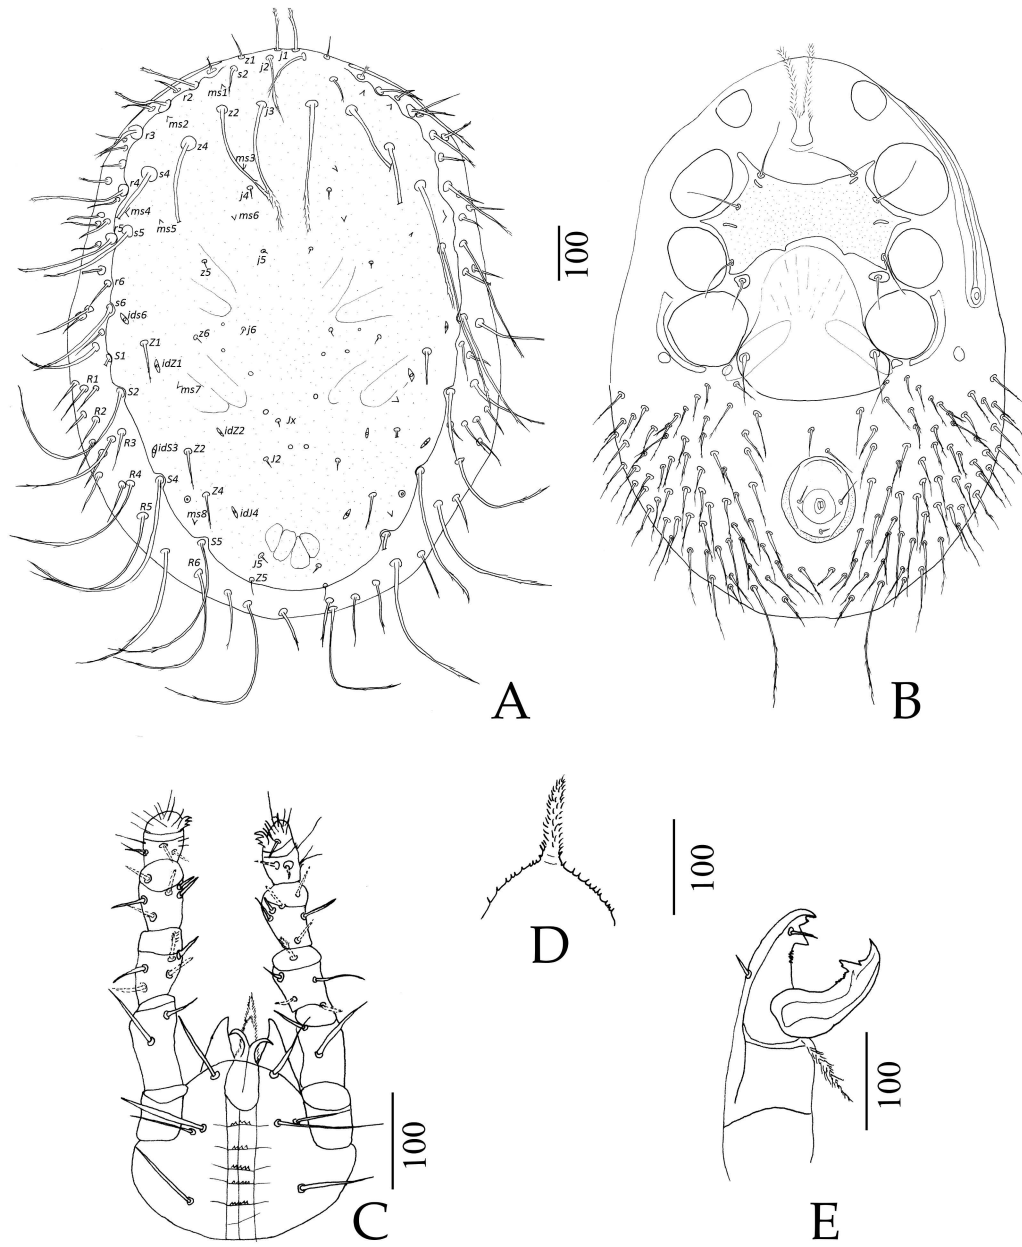 z1 j1
s2 j2
r2 ms1
ms2 z2 j3
r3 z4
ms3
s4
r4 j4
ms4 ms5 ms6
r5 s5
z5 j5
r6
s6 ids6
z6 j6
Z1
S1 idZ1
R1 S2 ms7
R2 idZ2 Jx
R3 idS3 Z2 J2
R4 S4
Z4
R5 ms8 idJ4
S5
R6 J5
Z5
100
A
B
C
100
D
100
E
100